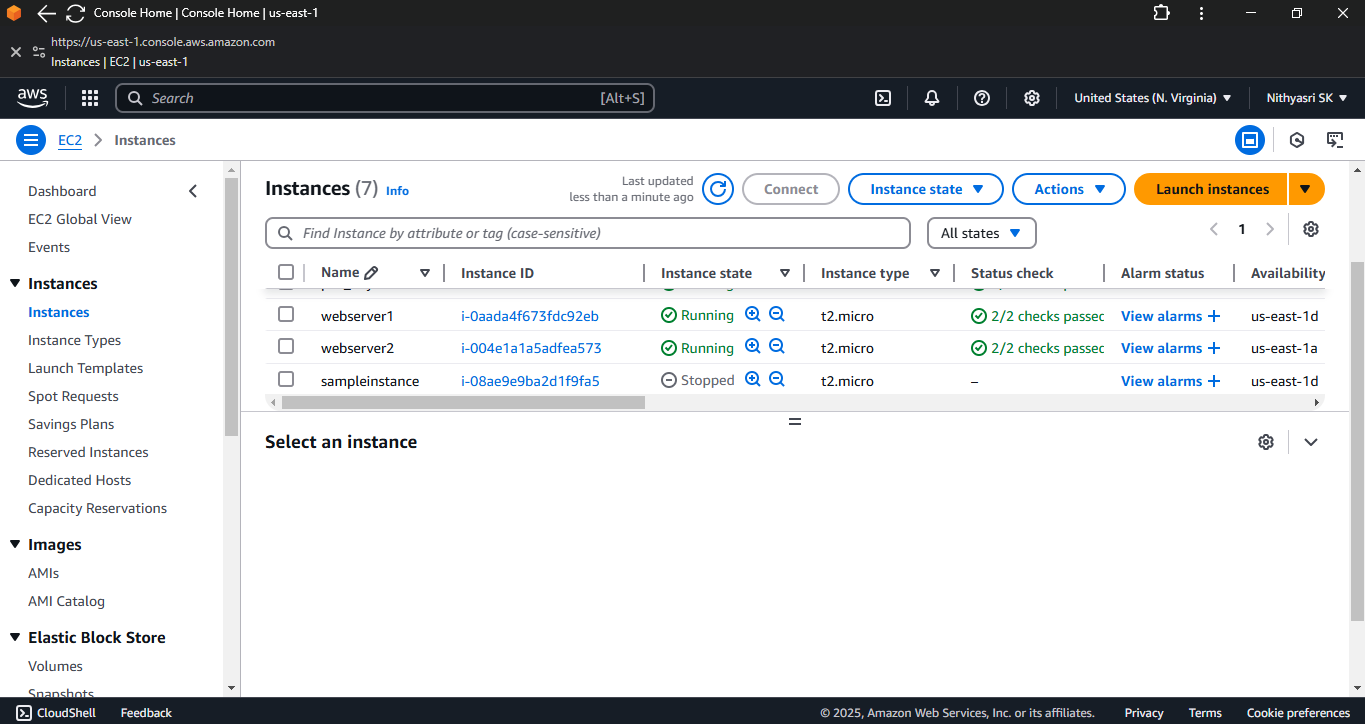 Console Home | Console Home | us-east-1
https://us-east-1.console.aws.amazon.com
Instances | EC2 | us-east-1
aws
Search [Alt+S]
United States (N. Virginia)
Nithyasri SK
EC2 Instances
Dashboard
EC2 Global View
Events
Instances
Instances
Instance Types
Launch Templates
Spot Requests
Savings Plans
Reserved Instances
Dedicated Hosts
Capacity Reservations
Images
AMIs
AMI Catalog
Elastic Block Store
Volumes
Snapshots
Instances (7) Info
Last updated
less than a minute ago
Connect
Instance state
Actions
Launch instances
Find Instance by attribute or tag (case-sensitive)
All states
1
Name Instance ID Instance state Instance type Status check Alarm status Availability
webserver1 i-0aada4f673fdc92eb Running t2.micro 2/2 checks passec View alarms + us-east-1d
webserver2 i-004e1a1a5adfea573 Running t2.micro 2/2 checks passec View alarms + us-east-1a
sampleinstance i-08ae9e9ba2d1f9fa5 Stopped t2.micro – View alarms + us-east-1d
Select an instance
CloudShell Feedback © 2025, Amazon Web Services, Inc. or its affiliates. Privacy Terms Cookie preferences